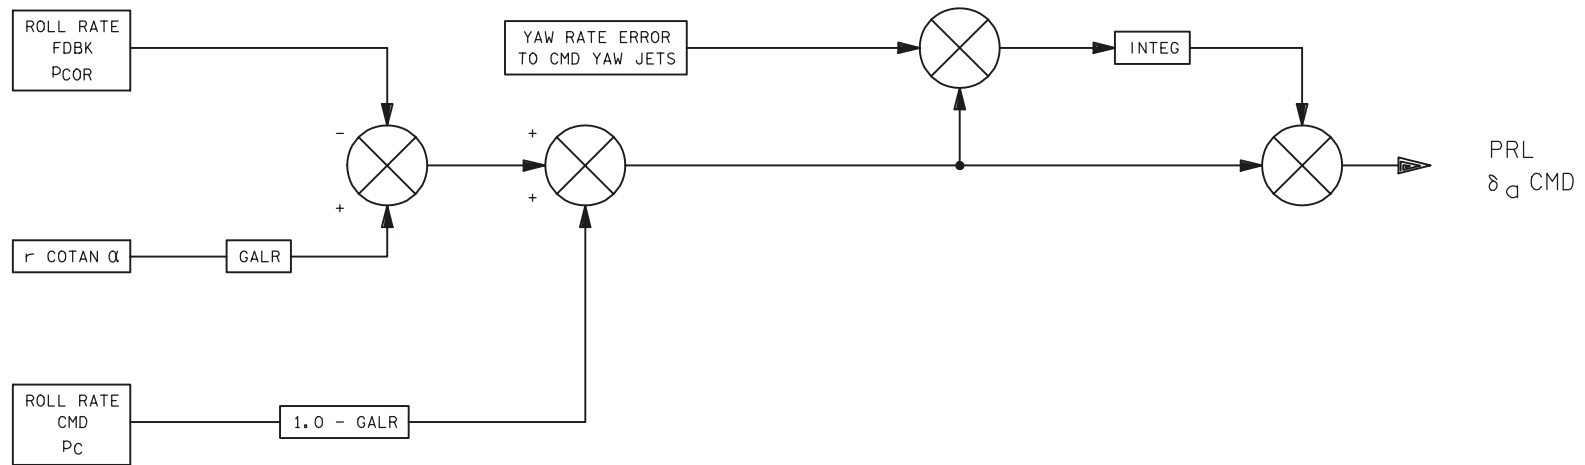 ROLL RATE
FDBK
PCOR
YAW RATE ERROR
TO CMD YAW JETS
INTEG
-
+
+
+
PRL
δa CMD
r COTAN α
GALR
ROLL RATE
CMD
PC
1.0 - GALR